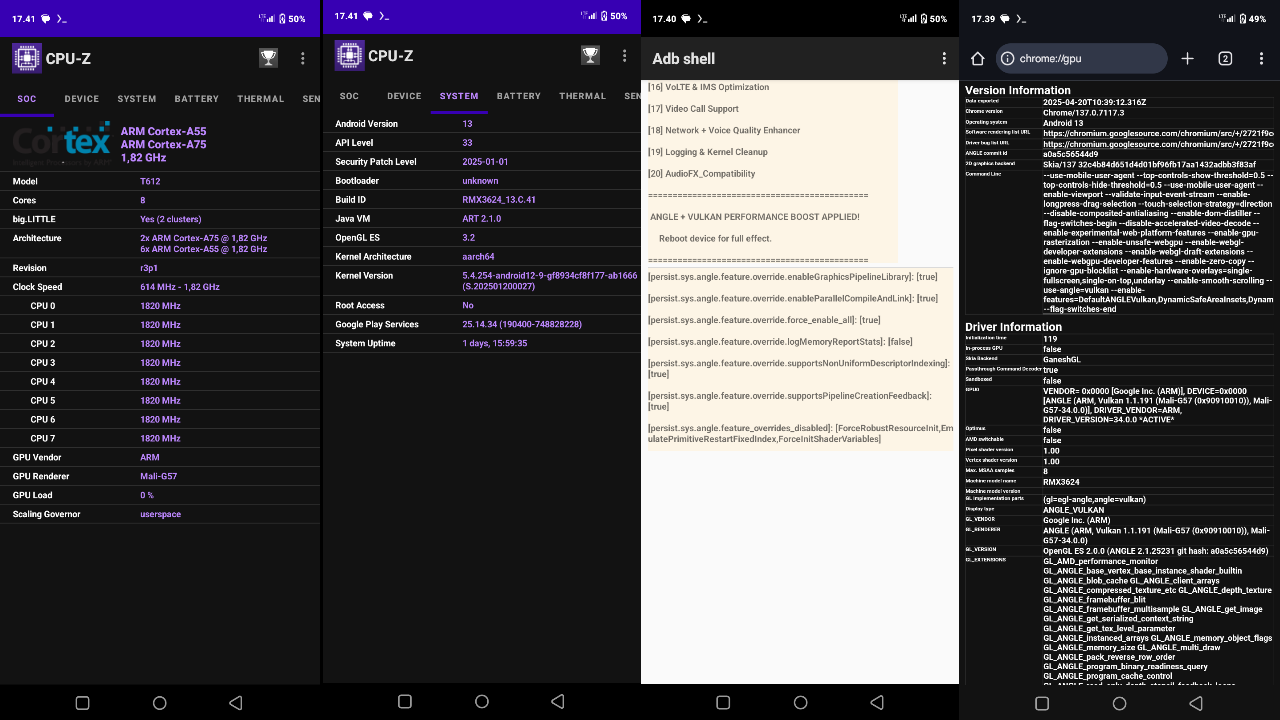 17.41
LTE
50%
CPU-Z
SOC DEVICE SYSTEM BATTERY THERMAL SEN
Cortex
Intelligent Processors by ARM
ARM Cortex-A55
ARM Cortex-A75
1,82 GHz
Model T612
Cores 8
big.LITTLE Yes (2 clusters)
Architecture 2x ARM Cortex-A75 @ 1,82 GHz
6x ARM Cortex-A55 @ 1,82 GHz
Revision r3p1
Clock Speed 614 MHz - 1,82 GHz
CPU 0 1820 MHz
CPU 1 1820 MHz
CPU 2 1820 MHz
CPU 3 1820 MHz
CPU 4 1820 MHz
CPU 5 1820 MHz
CPU 6 1820 MHz
CPU 7 1820 MHz
GPU Vendor ARM
GPU Renderer Mali-G57
GPU Load 0 %
Scaling Governor userspace
17.41
LTE
50%
CPU-Z
SOC DEVICE SYSTEM BATTERY THERMAL SEN
Android Version 13
API Level 33
Security Patch Level 2025-01-01
Bootloader unknown
Build ID RMX3624_13.C.41
Java VM ART 2.1.0
OpenGL ES 3.2
Kernel Architecture aarch64
Kernel Version 5.4.254-android12-9-gf8934cf8f177-ab1666
(S.202501200027)
Root Access No
Google Play Services 25.14.34 (190400-748828228)
System Uptime 1 days, 15:59:35
17.40
LTE
50%
Adb shell
[16] VoLTE & IMS Optimization
[17] Video Call Support
[18] Network + Voice Quality Enhancer
[19] Logging & Kernel Cleanup
[20] AudioFX_Compatibility
=============================================
ANGLE + VULKAN PERFORMANCE BOOST APPLIED!
Reboot device for full effect.
=============================================
[persist.sys.angle.feature.override.enableGraphicsPipelineLibrary]: [true]
[persist.sys.angle.feature.override.enableParallelCompileAndLink]: [true]
[persist.sys.angle.feature.override.force_enable_all]: [true]
[persist.sys.angle.feature.override.logMemoryReportStats]: [false]
[persist.sys.angle.feature.override.supportsNonUniformDescriptorIndexing]:
[true]
[persist.sys.angle.feature.override.supportsPipelineCreationFeedback]:
[true]
[persist.sys.angle.feature_overrides_disabled]: [ForceRobustResourceInit,Em
ulatePrimitiveRestartFixedIndex,ForceInitShaderVariables]
17.39
LTE
49%
chrome://gpu
2
Version Information
Data exported 2025-04-20T10:39:12.316Z
Chrome version Chrome/137.0.7117.3
Operating system Android 13
Software rendering list URL https://chromium.googlesource.com/chromium/src/+/2721f9c
Driver bug list URL https://chromium.googlesource.com/chromium/src/+/2721f9c
ANGLE commit id a0a5c56544d9
2D graphics backend Skia/137 32c4b84d651d4d01bf96fb17aa1432adbb3f83af
Command Line --use-mobile-user-agent --top-controls-show-threshold=0.5 --
top-controls-hide-threshold=0.5 --use-mobile-user-agent --
enable-viewport --validate-input-event-stream --enable-
longpress-drag-selection --touch-selection-strategy=direction
--disable-composited-antialiasing --enable-dom-distiller
--flag-switches-begin --disable-accelerated-video-decode --
enable-experimental-web-platform-features --enable-gpu-
rasterization --enable-unsafe-webgpu --enable-webgl-
developer-extensions --enable-webgl-draft-extensions
--enable-webgpu-developer-features --enable-zero-copy --
ignore-gpu-blocklist --enable-hardware-overlays=single-
fullscreen,single-on-top,underlay --enable-smooth-scrolling --
use-angle=vulkan --enable-
features=DefaultANGLEVulkan,DynamicSafeAreaInsets,Dynam
--flag-switches-end
Driver Information
Initialization time 119
In-process GPU false
Skia Backend GaneshGL
Passthrough Command Decoder true
Sandboxed false
GPU0 VENDOR= 0x0000 [Google Inc. (ARM)], DEVICE=0x0000
[ANGLE (ARM, Vulkan 1.1.191 (Mali-G57 (0x90910010)), Mali-
G57-34.0.0)], DRIVER_VENDOR=ARM,
DRIVER_VERSION=34.0.0 *ACTIVE*
Optimus false
AMD switchable false
Pixel shader version 1.00
Vertex shader version 1.00
Max. MSAA samples 8
Machine model name RMX3624
Machine model version
GL implementation parts (gl=egl-angle,angle=vulkan)
Display type ANGLE_VULKAN
GL_VENDOR Google Inc. (ARM)
GL_RENDERER ANGLE (ARM, Vulkan 1.1.191 (Mali-G57 (0x90910010)), Mali-
G57-34.0.0)
GL_VERSION OpenGL ES 2.0.0 (ANGLE 2.1.25231 git hash: a0a5c56544d9)
GL_EXTENSIONS GL_AMD_performance_monitor
GL_ANGLE_base_vertex_base_instance_shader_builtin
GL_ANGLE_blob_cache GL_ANGLE_client_arrays
GL_ANGLE_compressed_texture_etc GL_ANGLE_depth_texture
GL_ANGLE_framebuffer_blit
GL_ANGLE_framebuffer_multisample GL_ANGLE_get_image
GL_ANGLE_get_serialized_context_string
GL_ANGLE_get_tex_level_parameter
GL_ANGLE_instanced_arrays GL_ANGLE_memory_object_flags
GL_ANGLE_memory_size GL_ANGLE_multi_draw
GL_ANGLE_pack_reverse_row_order
GL_ANGLE_program_binary_readiness_query
GL_ANGLE_program_cache_control